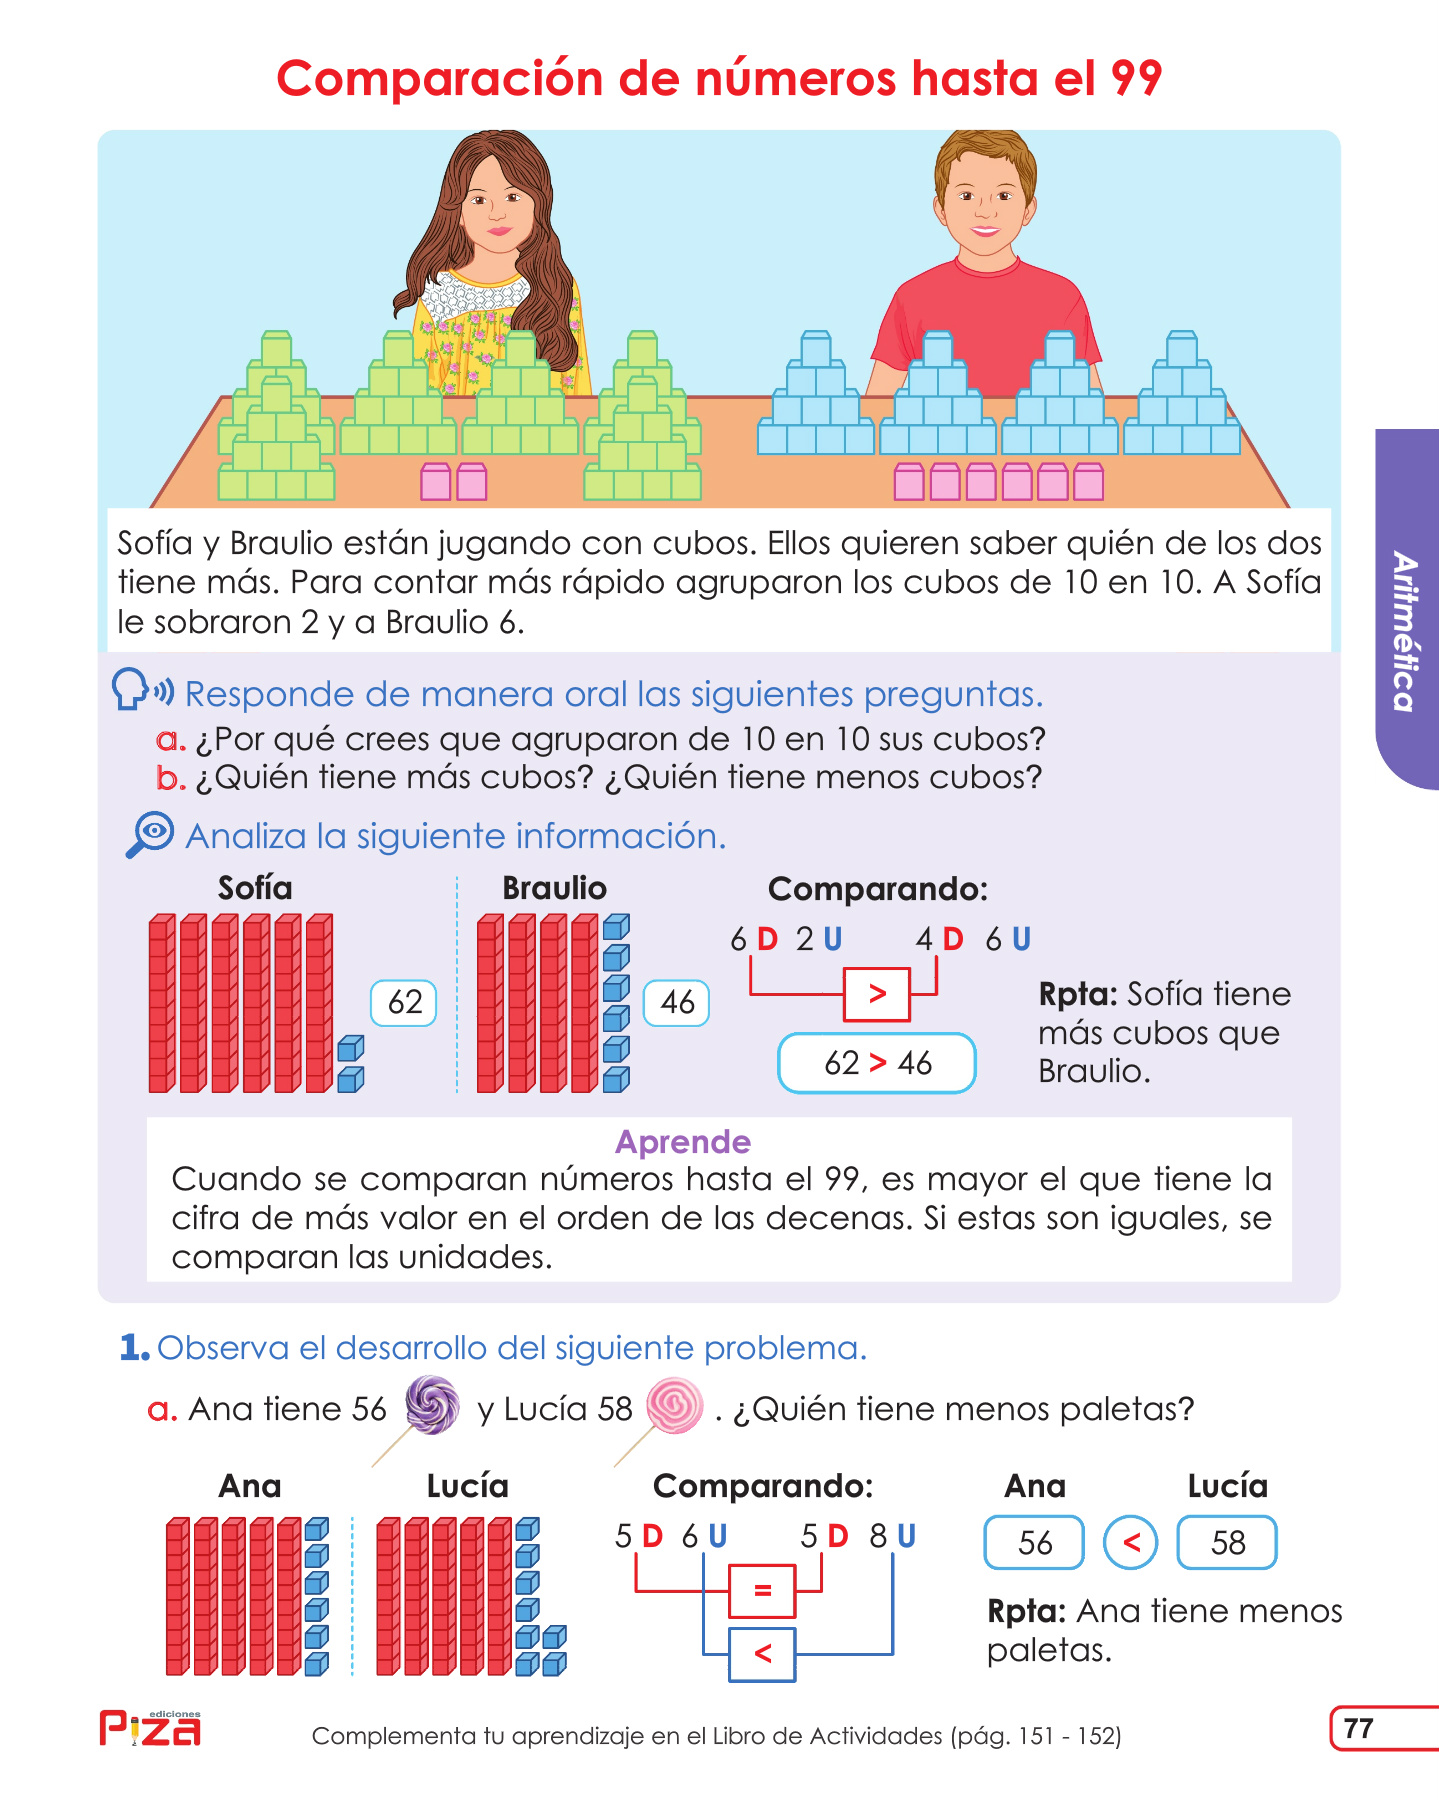 Comparación de números hasta el 99
Sofía y Braulio están jugando con cubos. Ellos quieren saber quién de los dos
tiene más. Para contar más rápido agruparon los cubos de 10 en 10. A Sofía
le sobraron 2 y a Braulio 6.
Aritmética
Responde de manera oral las siguientes preguntas.
a. ¿Por qué crees que agruparon de 10 en 10 sus cubos?
b. ¿Quién tiene más cubos? ¿Quién tiene menos cubos?
Analiza la siguiente información.
Sofía
62
Braulio
46
Comparando:
6 D 2 U 4 D 6 U
>
62 > 46
Rpta: Sofía tiene
más cubos que
Braulio.
Aprende
Cuando se comparan números hasta el 99, es mayor el que tiene la
cifra de más valor en el orden de las decenas. Si estas son iguales, se
comparan las unidades.
1. Observa el desarrollo del siguiente problema.
a. Ana tiene 56 y Lucía 58 . ¿Quién tiene menos paletas?
Ana
Lucía
Comparando:
5 D 6 U 5 D 8 U
=
<
Ana Lucía
56 < 58
Rpta: Ana tiene menos
paletas.
ediciones
Piza
Complementa tu aprendizaje en el Libro de Actividades (pág. 151 - 152)
77